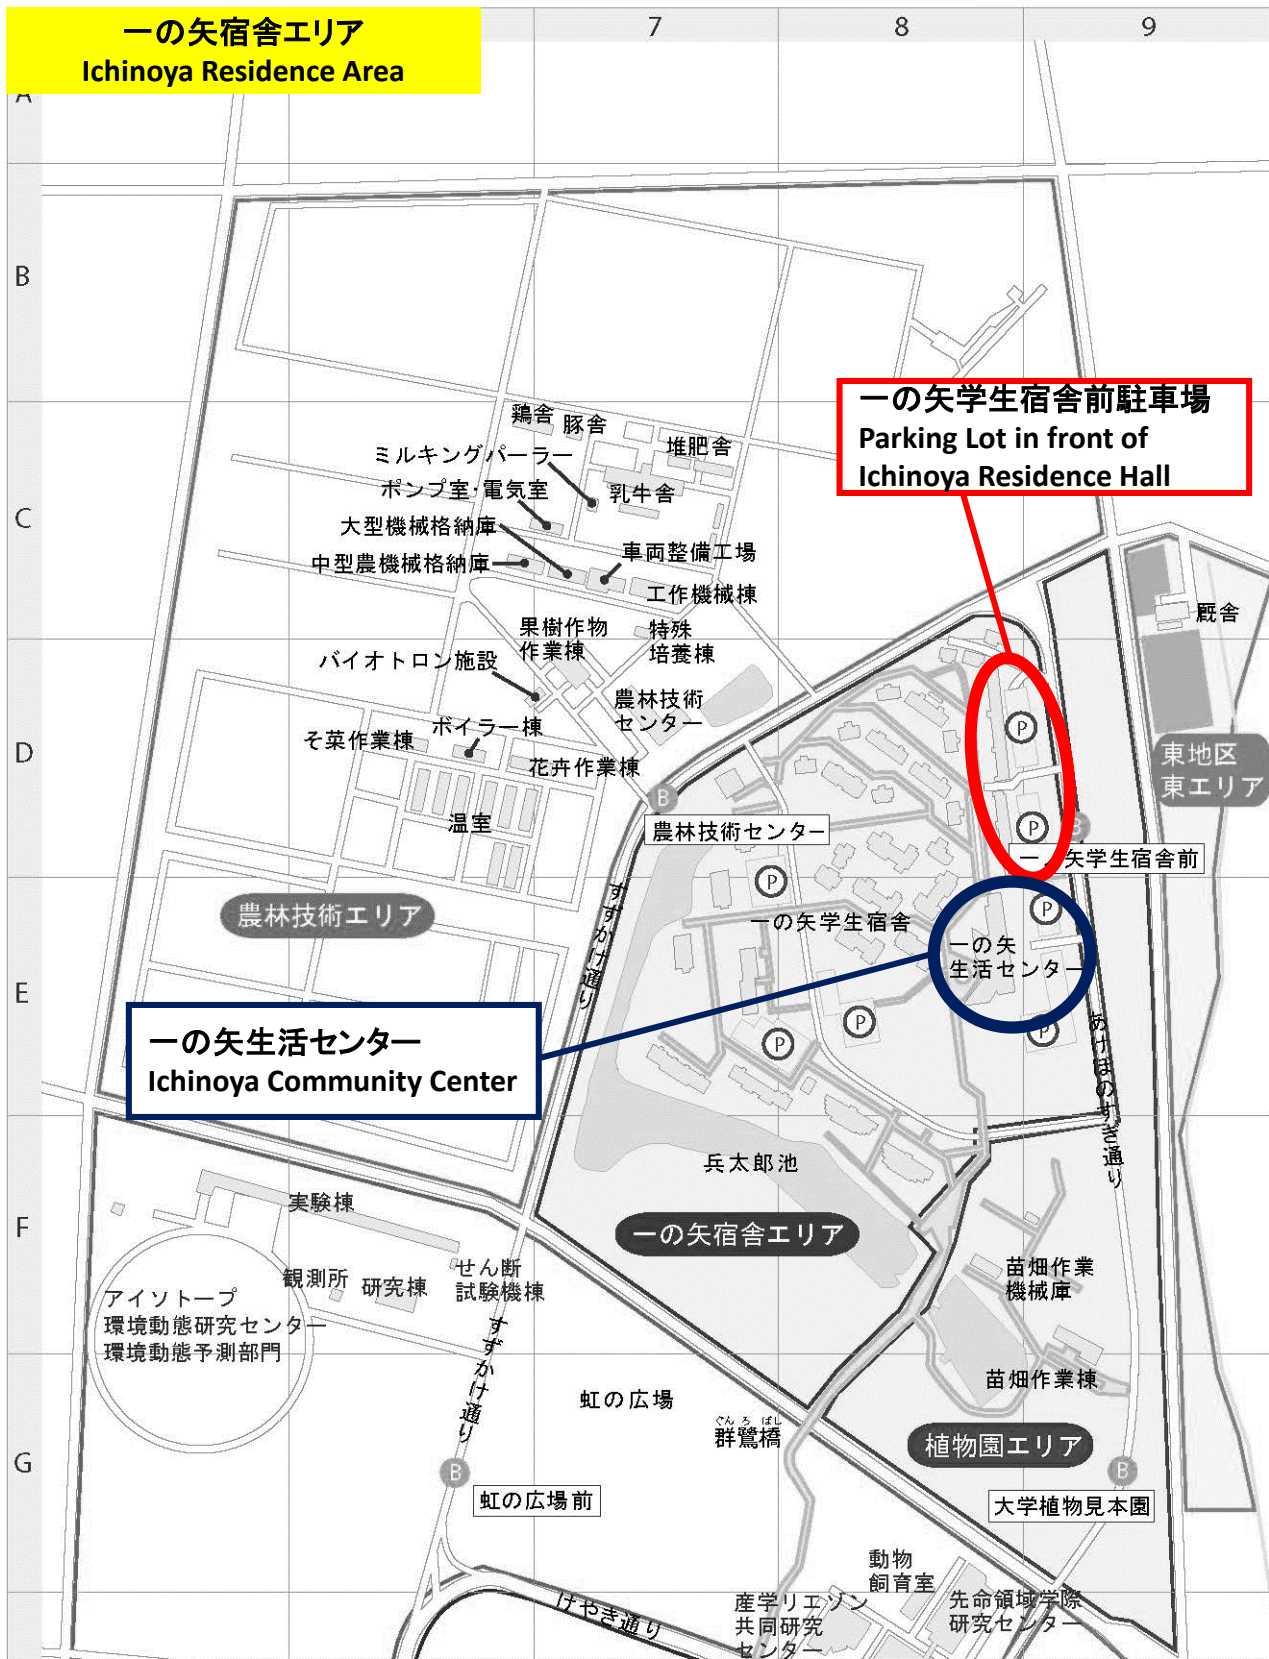 一の矢宿舎エリア
Ichinoya Residence Area
7
8
9
A
B
C
D
E
F
G
一の矢学生宿舎前駐車場
Parking Lot in front of
Ichinoya Residence Hall
鶏舎
豚舎
堆肥舎
ミルキングパーラー
ポンプ室・電気室
乳牛舎
大型機械格納庫
車両整備工場
中型農機械格納庫
工作機械棟
厩舎
果樹作物
作業棟
特殊
培養棟
バイオトロン施設
農林技術
センター
そ菜作業棟
ボイラー棟
花卉作業棟
温室
P
P
東地区
東エリア
B
農林技術センター
B
一の矢学生宿舎前
P
P
農林技術エリア
すずかけ通り
一の矢学生宿舎
一の矢
生活センター
P
P
P
あけぼのすぎ通り
一の矢生活センター
Ichinoya Community Center
兵太郎池
実験棟
一の矢宿舎エリア
観測所
研究棟
せん断
試験機棟
苗畑作業
機械庫
アイソトープ
環境動態研究センター
環境動態予測部門
すずかけ通り
苗畑作業棟
虹の広場
ぐんろばし
群鷺橋
植物園エリア
B
虹の広場前
B
大学植物見本園
動物
飼育室
けやき通り
産学リエゾン
共同研究
センター
先命領域学際
研究センター